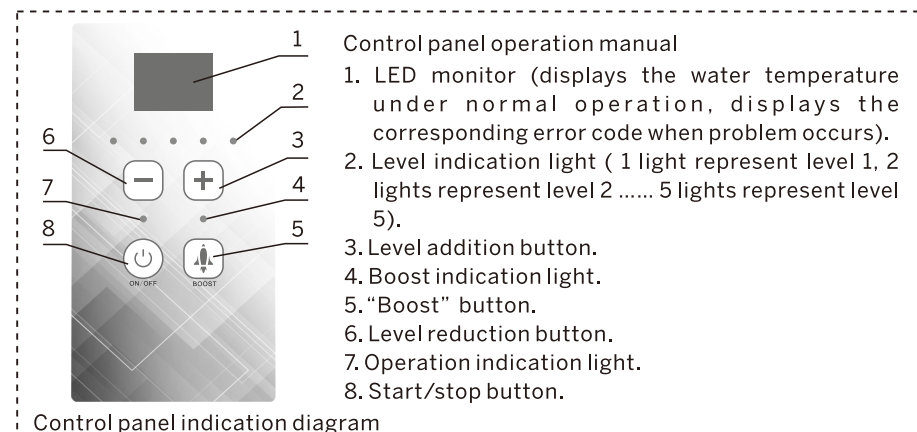 1
2
3
4
5
6
7
8
ON/OFF
BOOST
Control panel operation manual
1. LED monitor (displays the water temperature
under normal operation, displays the
corresponding error code when problem occurs).
2. Level indication light ( 1 light represent level 1, 2
lights represent level 2 ...... 5 lights represent level
5).
3. Level addition button.
4. Boost indication light.
5. “Boost” button.
6. Level reduction button.
7. Operation indication light.
8. Start/stop button.
Control panel indication diagram